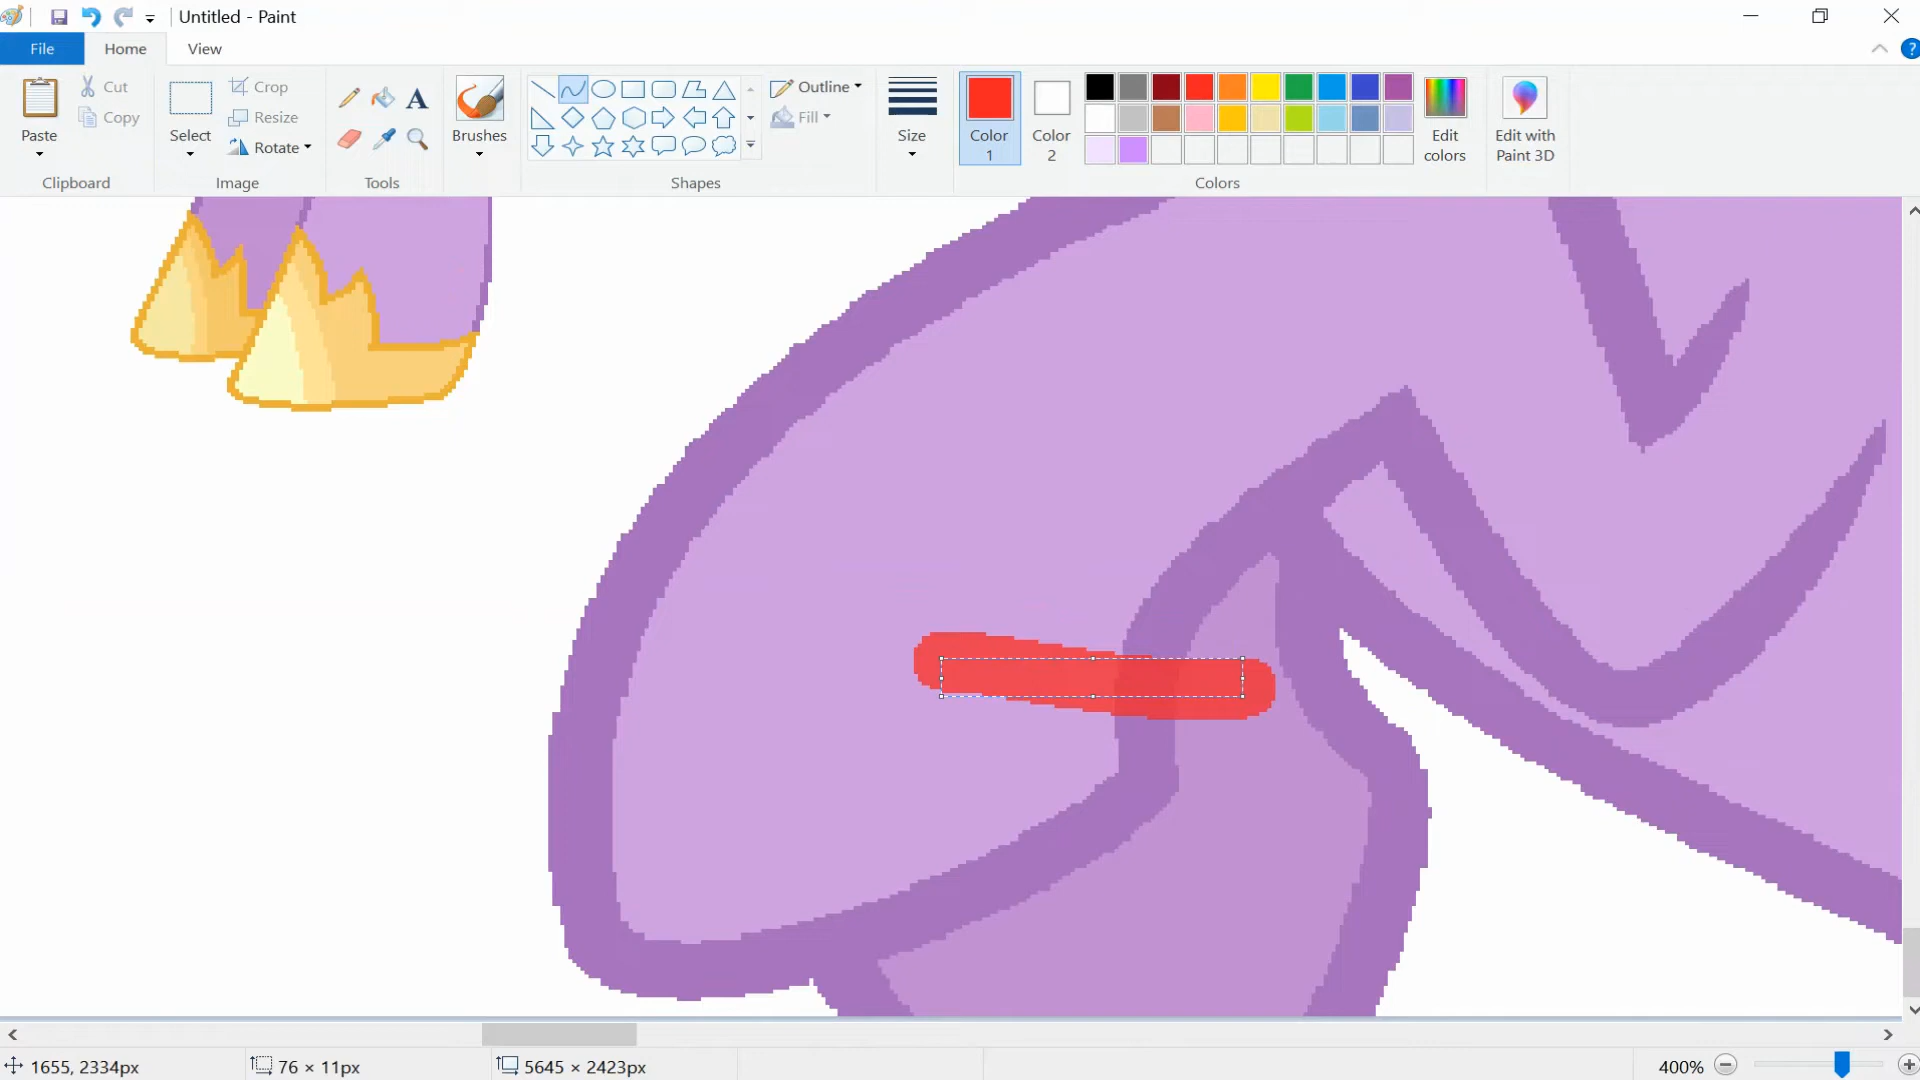 Untitled - Paint
File Home View
Paste
Cut
Copy
Clipboard
Select
Crop
Resize
Rotate
Image
A
Tools
Brushes
Outline
Fill
Shapes
Size
Color 1
Color 2
Edit colors
Edit with Paint 3D
Colors
?
1655, 2334px
76 × 11px
5645 × 2423px
400%